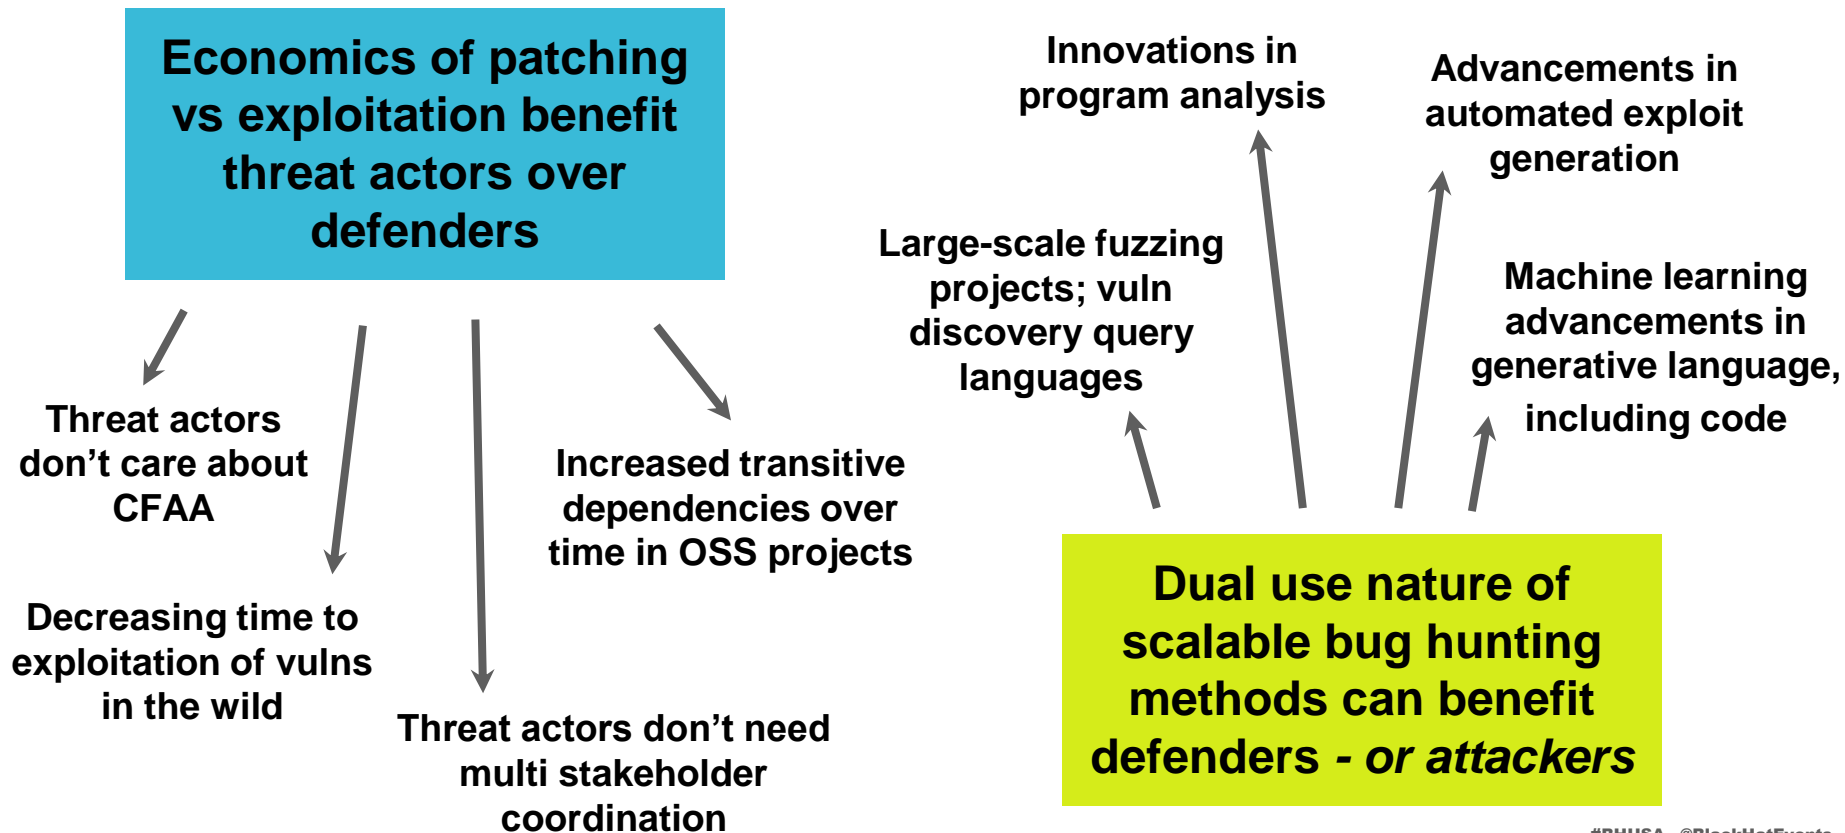 Economics of patching
vs exploitation benefit
threat actors over
defenders
Threat actors
don’t care about
CFAA
Decreasing time to
exploitation of vulns
in the wild
Threat actors don’t need
multi stakeholder
coordination
Increased transitive
dependencies over
time in OSS projects
Innovations in
program analysis
Advancements in
automated exploit
generation
Large-scale fuzzing
projects; vuln
discovery query
languages
Machine learning
advancements in
generative language,
including code
Dual use nature of
scalable bug hunting
methods can benefit
defenders - or attackers
#BHUSA @BlackHatEvents